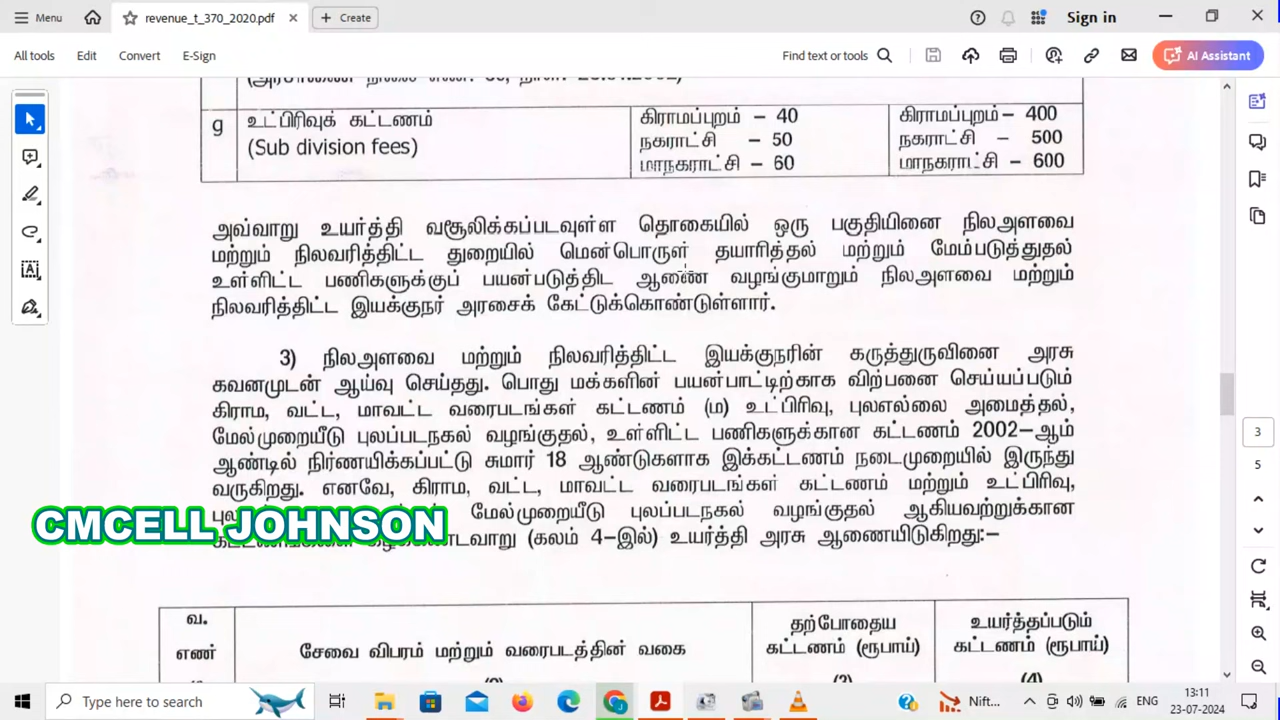 Menu
revenue_t_370_2020.pdf
Create
Sign in
All tools
Edit
Convert
E-Sign
Find text or tools
AI Assistant
g
உட்பிரிவுக் கட்டணம்
(Sub division fees)
கிராமப்புறம் – 40
நகராட்சி – 50
மாநகராட்சி – 60
கிராமப்புறம் – 400
நகராட்சி – 500
மாநகராட்சி – 600
அவ்வாறு உயர்த்தி வசூலிக்கப்படவுள்ள தொகையில் ஒரு பகுதியினை நிலஅளவை
மற்றும் நிலவரித்திட்ட துறையில் மென்பொருள் தயாரித்தல் மற்றும் மேம்படுத்துதல்
உள்ளிட்ட பணிகளுக்குப் பயன்படுத்திட ஆணை வழங்குமாறும் நிலஅளவை மற்றும்
நிலவரித்திட்ட இயக்குநர் அரசைக் கேட்டுக்கொண்டுள்ளார்.
3) நிலஅளவை மற்றும் நிலவரித்திட்ட இயக்குநரின் கருத்துருவினை அரசு
கவனமுடன் ஆய்வு செய்தது. பொது மக்களின் பயன்பாட்டிற்காக விற்பனை செய்யப்படும்
கிராம, வட்ட, மாவட்ட வரைபடங்கள் கட்டணம் (ம) உட்பிரிவு, புலஎல்லை அமைத்தல்,
மேல்முறையீடு புலப்படநகல் வழங்குதல், உள்ளிட்ட பணிகளுக்கான கட்டணம் 2002–ஆம்
ஆண்டில் நிர்ணயிக்கப்பட்டு சுமார் 18 ஆண்டுகளாக இக்கட்டணம் நடைமுறையில் இருந்து
வருகிறது. எனவே, கிராம, வட்ட, மாவட்ட வரைபடங்கள் கட்டணம் மற்றும் உட்பிரிவு,
மேல்முறையீடு புலப்படநகல் வழங்குதல் ஆகியவற்றுக்கான
CMCELL JOHNSON
(கலம் 4–இல்) உயர்த்தி அரசு ஆணையிடுகிறது:–
வ.
எண்
சேவை விபரம் மற்றும் வரைபடத்தின் வகை
தற்போதைய
கட்டணம் (ரூபாய்)
உயர்த்தப்படும்
கட்டணம் (ரூபாய்)
3
5
Type here to search
Nift...
ENG
13:11
23-07-2024